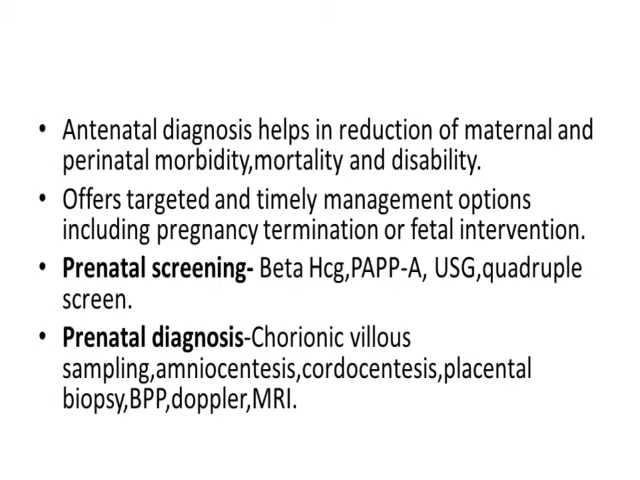 • Antenatal diagnosis helps in reduction of maternal and
perinatal morbidity,mortality and disability.
• Offers targeted and timely management options
including pregnancy termination or fetal intervention.
• Prenatal screening- Beta Hcg,PAPP-A, USG,quadruple
screen.
• Prenatal diagnosis-Chorionic villous
sampling,amniocentesis,cordocentesis,placental
biopsy,BPP,doppler,MRI.